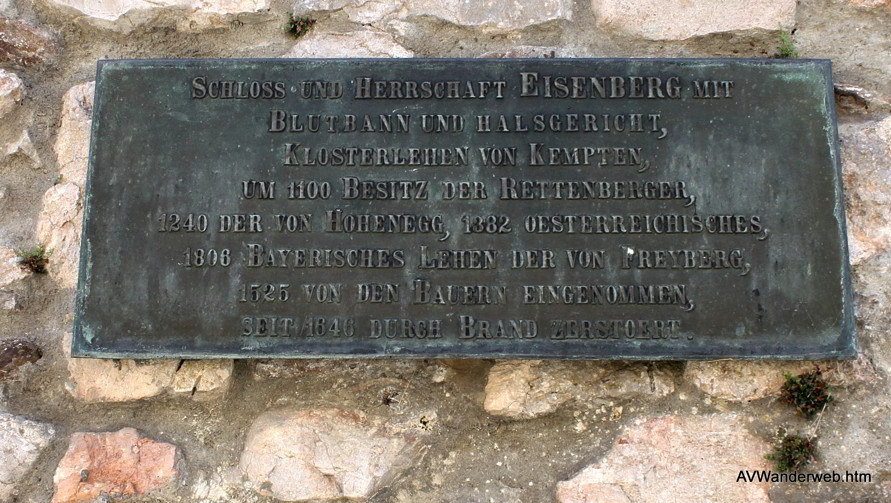 Schloss und Herrschaft Eisenberg mit
Blutbann und Halsgericht,
Klosterlehen von Kempten,
um 1100 Besitz der Rettenberger,
1240 der von Hohenegg, 1382 oesterreichisches,
1806 Bayerisches Lehen der von Freyberg,
1525 von den Bauern eingenommen,
seit 1646 durch Brand zerstoert.
AVWanderweb.htm